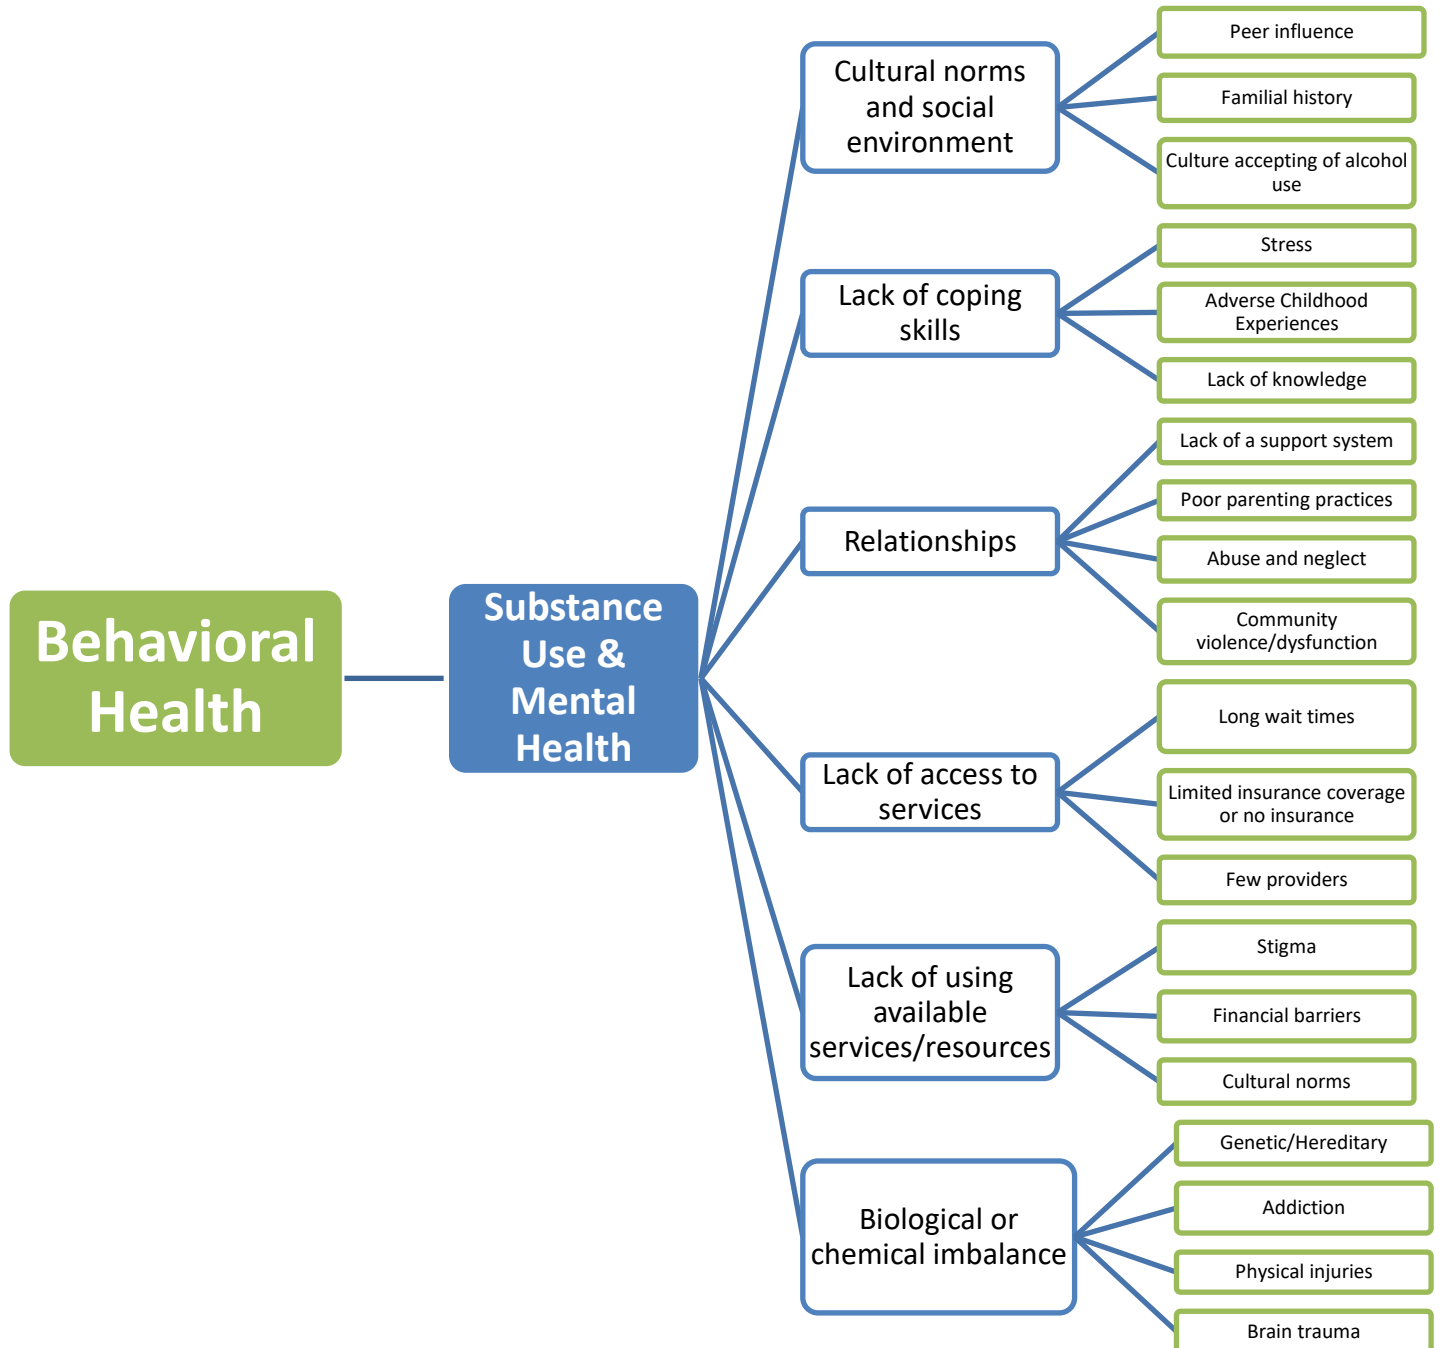 Behavioral
Health
Substance
Use &
Mental
Health
Cultural norms
and social
environment
Peer influence
Familial history
Culture accepting of alcohol
use
Lack of coping
skills
Stress
Adverse Childhood
Experiences
Lack of knowledge
Relationships
Lack of a support system
Poor parenting practices
Abuse and neglect
Community
violence/dysfunction
Lack of access to
services
Long wait times
Limited insurance coverage
or no insurance
Few providers
Lack of using
available
services/resources
Stigma
Financial barriers
Cultural norms
Biological or
chemical imbalance
Genetic/Hereditary
Addiction
Physical injuries
Brain trauma